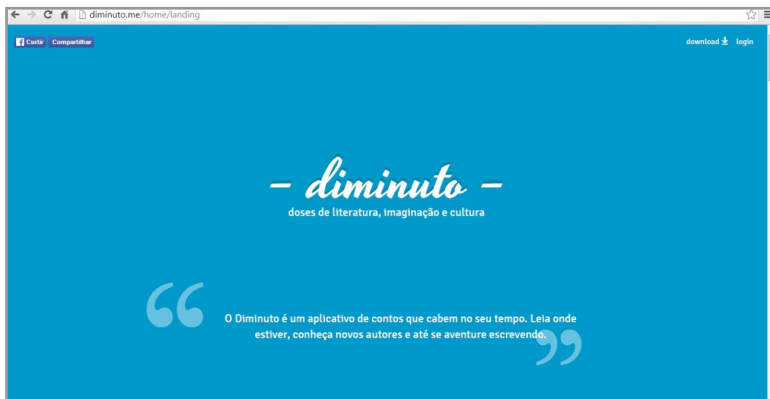 diminuto.me/home/landing
Curtir Compartilhar
download login
– diminuto –
doses de literatura, imaginação e cultura
“
O Diminuto é um aplicativo de contos que cabem no seu tempo. Leia onde
estiver, conheça novos autores e até se aventure escrevendo.
”